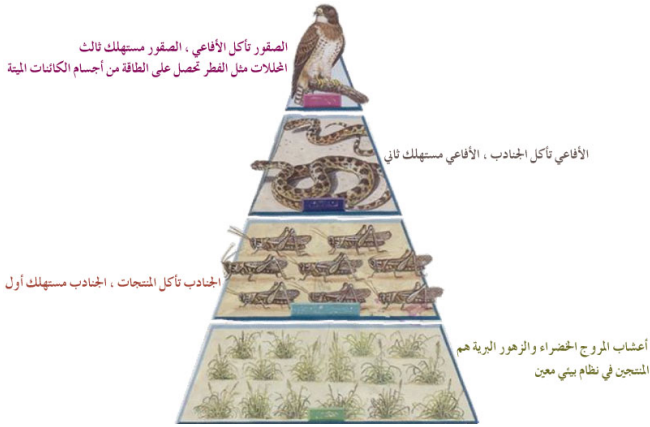 الصقور تأكل الأفاعي ، الصقور مستهلك ثالث
المحللات مثل الفطر تحصل على الطاقة من أجسام الكائنات الميتة
الأفاعي تأكل الجنادب ، الأفاعي مستهلك ثاني
الجنادب تأكل المنتجات ، الجنادب مستهلك أول
أعشاب المروج الخضراء والزهور البرية هم
المنتجين في نظام بيئي معين